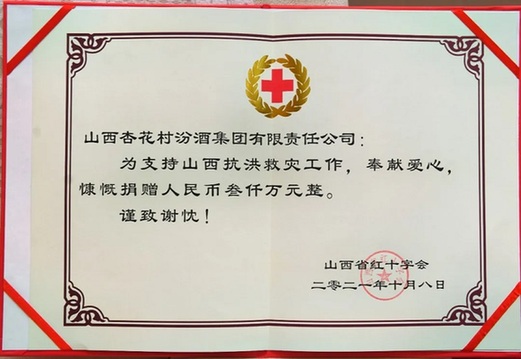 山西杏花村汾酒集团有限责任公司：
为支持山西抗洪救灾工作，奉献爱心，
慷慨捐赠人民币叁仟万元整。
谨致谢忱！
山西省红十字会
二零二一年十月八日